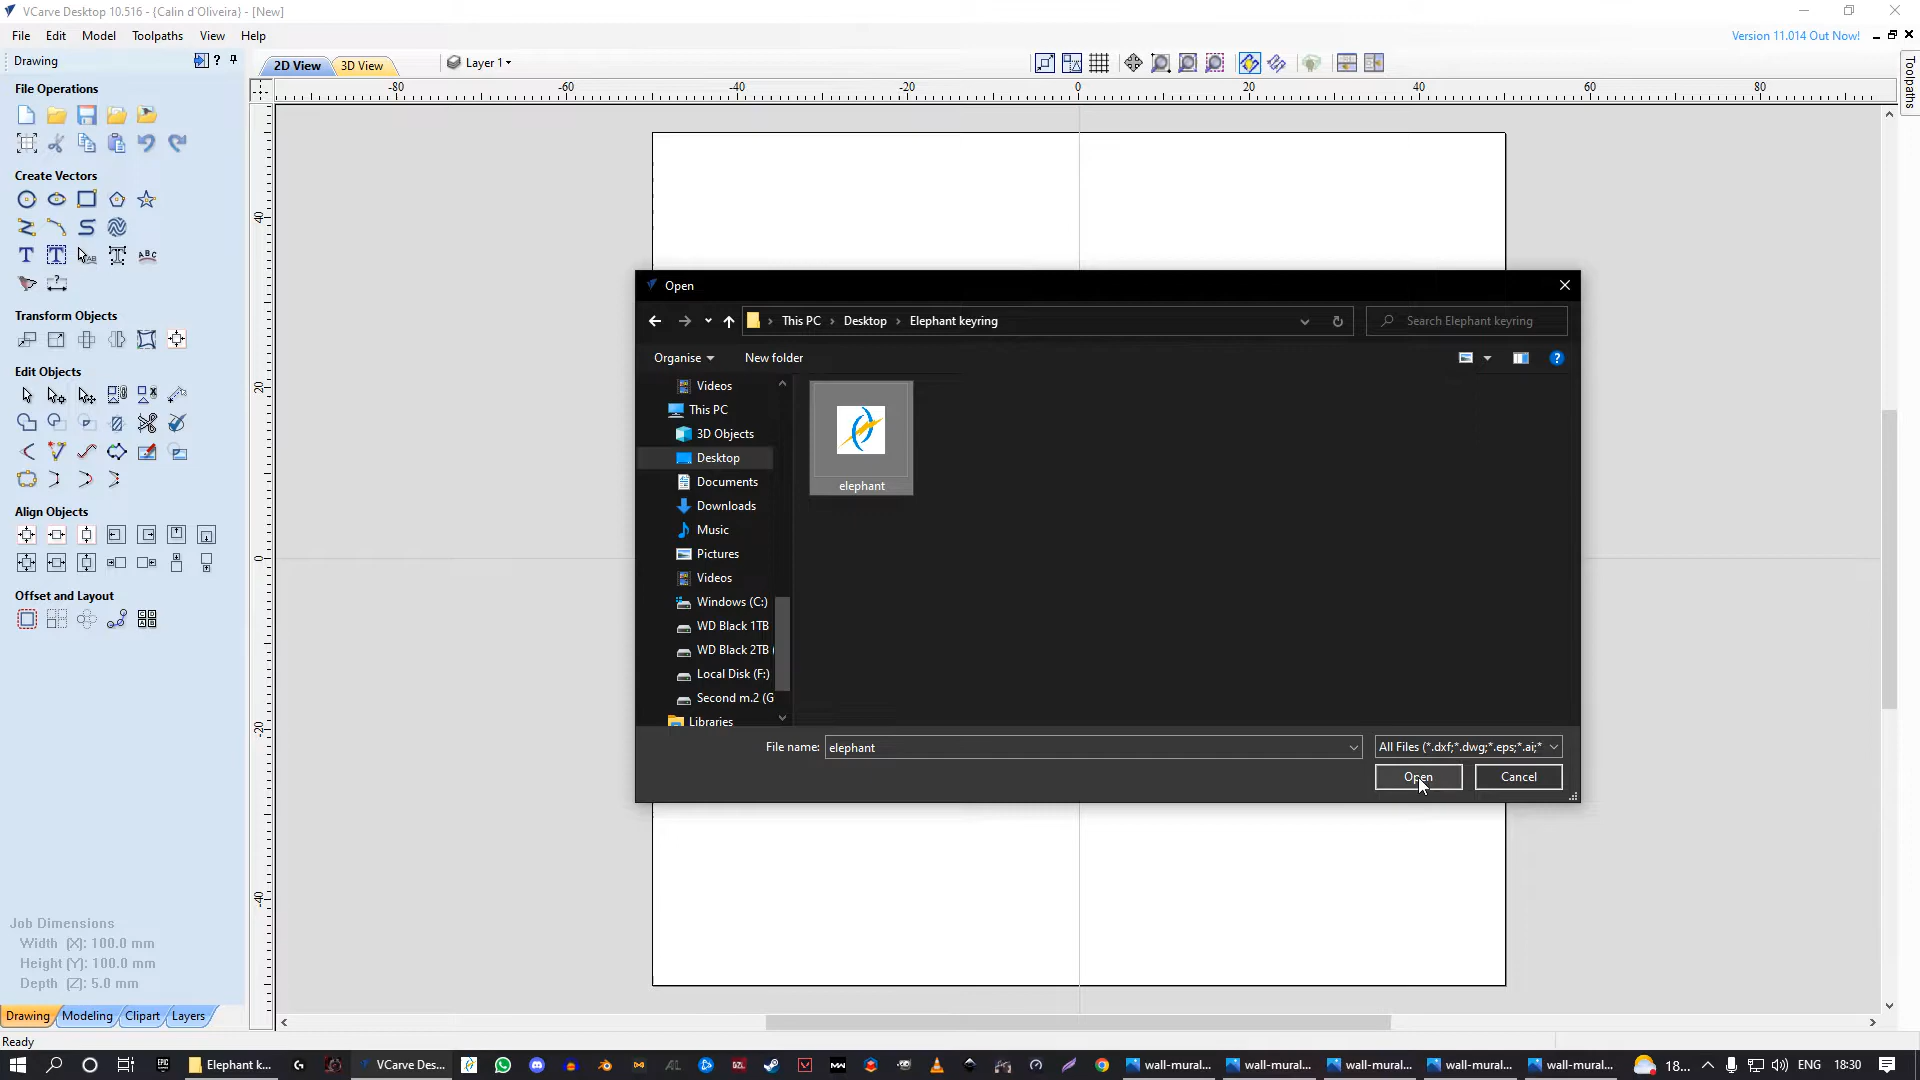 VCarve Desktop 10.516 - {Calin d'Oliveira} - [New]
File Edit Model Toolpaths View Help
Version 11.014 Out Now!
Drawing
2D View
3D View
Layer 1
Toolpaths
File Operations
-80 -60 -40 -20 0 20 40 60 80
Create Vectors
Transform Objects
Edit Objects
Align Objects
Offset and Layout
40
20
0
-20
-40
Open
This PC
Desktop
Elephant keyring
Search Elephant keyring
Organise
New folder
Videos
This PC
3D Objects
Desktop
Documents
Downloads
Music
Pictures
Videos
Windows (C:)
WD Black 1TB
WD Black 2TB (
Local Disk (F:)
Second m.2 (G
Libraries
elephant
File name: elephant
All Files (*.dxf;*.dwg;*.eps;*.ai;*
Open
Cancel
Job Dimensions
Width (X): 100.0 mm
Height (Y): 100.0 mm
Depth (Z): 5.0 mm
Drawing Modeling Clipart Layers
Ready
Elephant k...
VCarve Des...
wall-mural...
wall-mural...
wall-mural...
wall-mural...
wall-mural...
18...
ENG
18:30